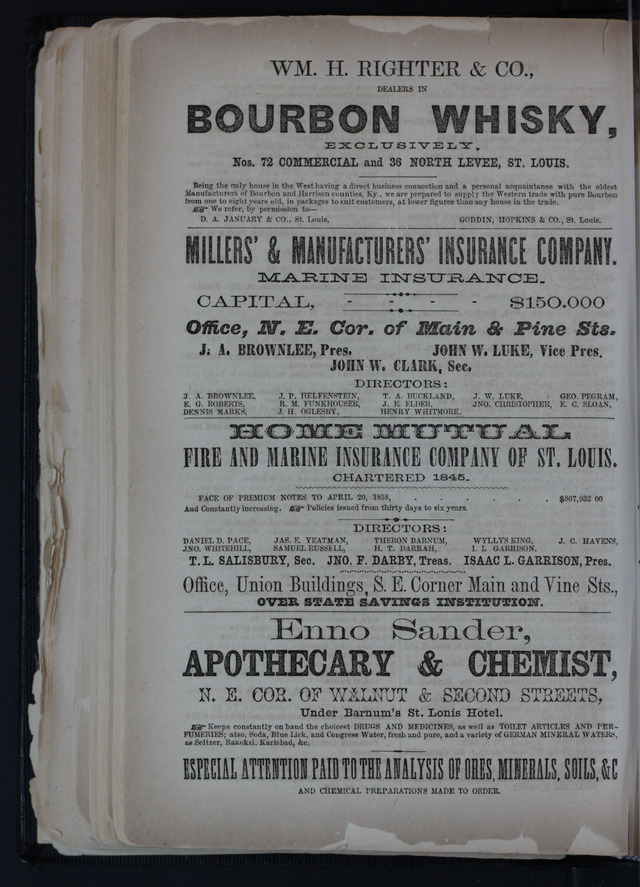 WM. H. RIGHTER & CO.,
DEALERS IN
BOURBON WHISKY,
EXCLUSIVELY,
Nos. 72 COMMERCIAL and 36 NORTH LEVEE, ST. LOUIS.
Being the only house in the West having a direct business connection and a personal acquaintance with the oldest
Manufacturers of Bourbon and Harrison counties, Ky., we are prepared to supply the Western trade with pure Bourbon
from one to eight years old, in packages to suit customers, at lower figures than any house in the trade.
☞ We refer, by permission to—
D. A. JANUARY & CO., St. Louis, GODDIN, HOPKINS & CO., St. Louis.
MILLERS' & MANUFACTURERS' INSURANCE COMPANY.
MARINE INSURANCE.
CAPITAL, - - - - $150.000
Office, N. E. Cor. of Main & Pine Sts.
J. A. BROWNLEE, Pres. JOHN W. LUKE, Vice Pres.
JOHN W. CLARK, Sec.
DIRECTORS:
J. A. BROWNLEE, J. P. HELFENSTEIN, T. A. BUCKLAND, J. W. LUKE, GEO. PEGRAM,
E. G. ROBERTS, R. M. FUNKHOUSER, J. E. ELDER, JNO. CHRISTOPHER, E. C. SLOAN,
DENNIS MARKS, J. H. OGLESBY, HENRY WHITMORE.
HOME MUTUAL
FIRE AND MARINE INSURANCE COMPANY OF ST. LOUIS.
CHARTERED 1845.
FACE OF PREMIUM NOTES TO APRIL 20, 1858, . . . . . . $807,932 00
And Constantly increasing. ☞ Policies issued from thirty days to six years.
DIRECTORS:
DANIEL D. PACE, JAS. E. YEATMAN, THERON BARNUM, WYLLYS KING, J. C. HAVENS,
JNO. WHITEHILL, SAMUEL RUSSELL, H. T. DARRAH, I. L. GARRISON.
T. L. SALISBURY, Sec. JNO. F. DARBY, Treas. ISAAC L. GARRISON, Pres.
Office, Union Buildings, S. E. Corner Main and Vine Sts.,
OVER STATE SAVINGS INSTITUTION.
Enno Sander,
APOTHECARY & CHEMIST,
N. E. COR. OF WALNUT & SECOND STREETS,
Under Barnum's St. Lonis Hotel.
☞ Keeps constantly on hand the choicest DRUGS AND MEDICINES, as well as TOILET ARTICLES AND PER-
FUMERIES; also, Soda, Blue Lick, and Congress Water, fresh and pure, and a variety of GERMAN MINERAL WATERS,
as Seltzer, Rakokzi, Karlsbad, &c.
ESPECIAL ATTENTION PAID TO THE ANALYSIS OF ORES, MINERALS, SOILS, &C
AND CHEMICAL PREPARATIONS MADE TO ORDER.